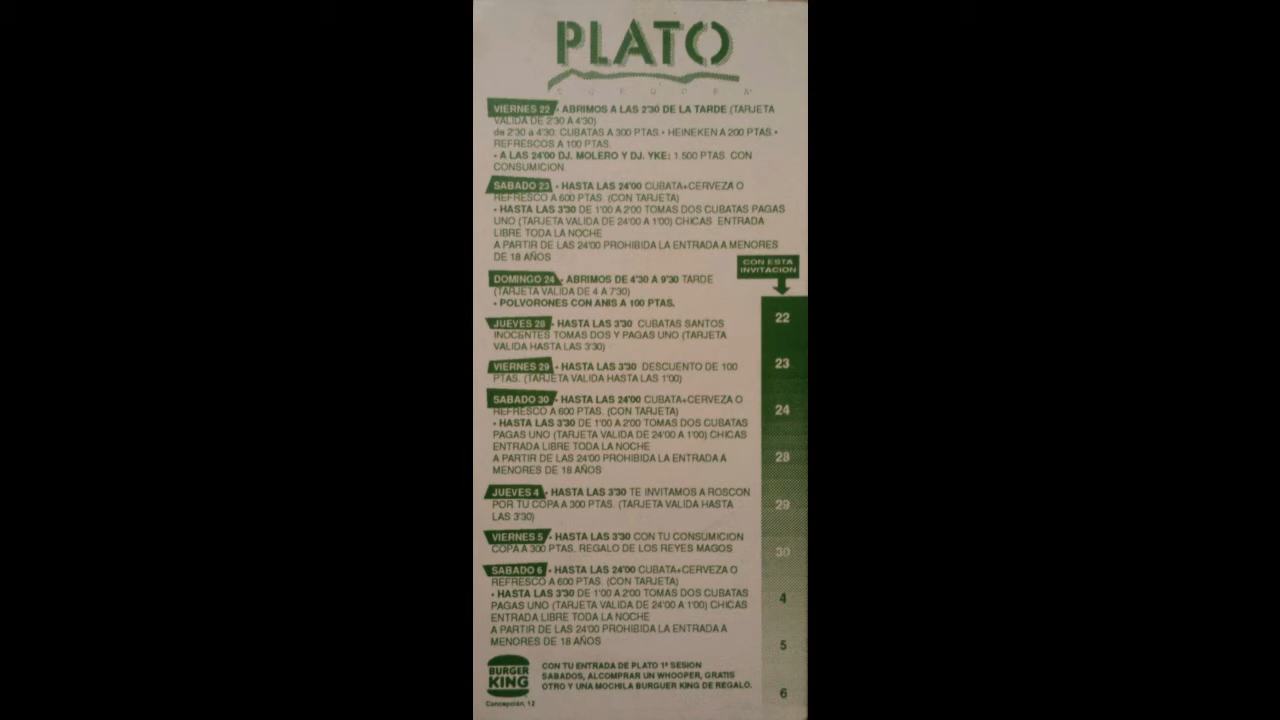 PLATO
VIERNES 22 • ABRIMOS A LAS 2'30 DE LA TARDE (TARJETA
VALIDA DE 2'30 A 4'30)
de 2'30 a 4'30: CUBATAS A 300 PTAS.• HEINEKEN A 200 PTAS.•
REFRESCOS A 100 PTAS.
• A LAS 24'00 DJ. MOLERO Y DJ. YKE: 1.500 PTAS CON
CONSUMICION
SABADO 23 • HASTA LAS 24'00 CUBATA+CERVEZA O
REFRESCO A 600 PTAS. (CON TARJETA)
• HASTA LAS 3'30 DE 1'00 A 2'00 TOMAS DOS CUBATAS PAGAS
UNO (TARJETA VALIDA DE 24'00 A 1'00) CHICAS ENTRADA
LIBRE TODA LA NOCHE
A PARTIR DE LAS 24'00 PROHIBIDA LA ENTRADA A MENORES
DE 18 AÑOS
DOMINGO 24 • ABRIMOS DE 4'30 A 9'30 TARDE
(TARJETA VALIDA DE 4 A 7'30)
• POLVORONES CON ANIS A 100 PTAS.
JUEVES 28 • HASTA LAS 3'30 CUBATAS SANTOS
INOCENTES TOMAS DOS Y PAGAS UNO (TARJETA
VALIDA HASTA LAS 3'30)
VIERNES 29 • HASTA LAS 3'30 DESCUENTO DE 100
PTAS. (TARJETA VALIDA HASTA LAS 1'00)
SABADO 30 • HASTA LAS 24'00 CUBATA+CERVEZA O
REFRESCO A 600 PTAS. (CON TARJETA)
• HASTA LAS 3'30 DE 1'00 A 2'00 TOMAS DOS CUBATAS
PAGAS UNO (TARJETA VALIDA DE 24'00 A 1'00) CHICAS
ENTRADA LIBRE TODA LA NOCHE
A PARTIR DE LAS 24'00 PROHIBIDA LA ENTRADA A
MENORES DE 18 AÑOS
JUEVES 4 • HASTA LAS 3'30 TE INVITAMOS A ROSCON
POR TU COPA A 300 PTAS. (TARJETA VALIDA HASTA
LAS 3'30)
VIERNES 5 • HASTA LAS 3'30 CON TU CONSUMICION
COPA A 300 PTAS. REGALO DE LOS REYES MAGOS
SABADO 6 • HASTA LAS 24'00 CUBATA+CERVEZA O
REFRESCO A 600 PTAS. (CON TARJETA)
• HASTA LAS 3'30 DE 1'00 A 2'00 TOMAS DOS CUBATAS
PAGAS UNO (TARJETA VALIDA DE 24'00 A 1'00) CHICAS
ENTRADA LIBRE TODA LA NOCHE
A PARTIR DE LAS 24'00 PROHIBIDA LA ENTRADA A
MENORES DE 18 AÑOS
CON ESTA
INVITACION
22
23
24
28
29
30
4
5
6
BURGER
KING
Concepción, 12
CON TU ENTRADA DE PLATO 1ª SESION
SABADOS, ALCOMPRAR UN WHOOPER, GRATIS
OTRO Y UNA MOCHILA BURGUER KING DE REGALO.